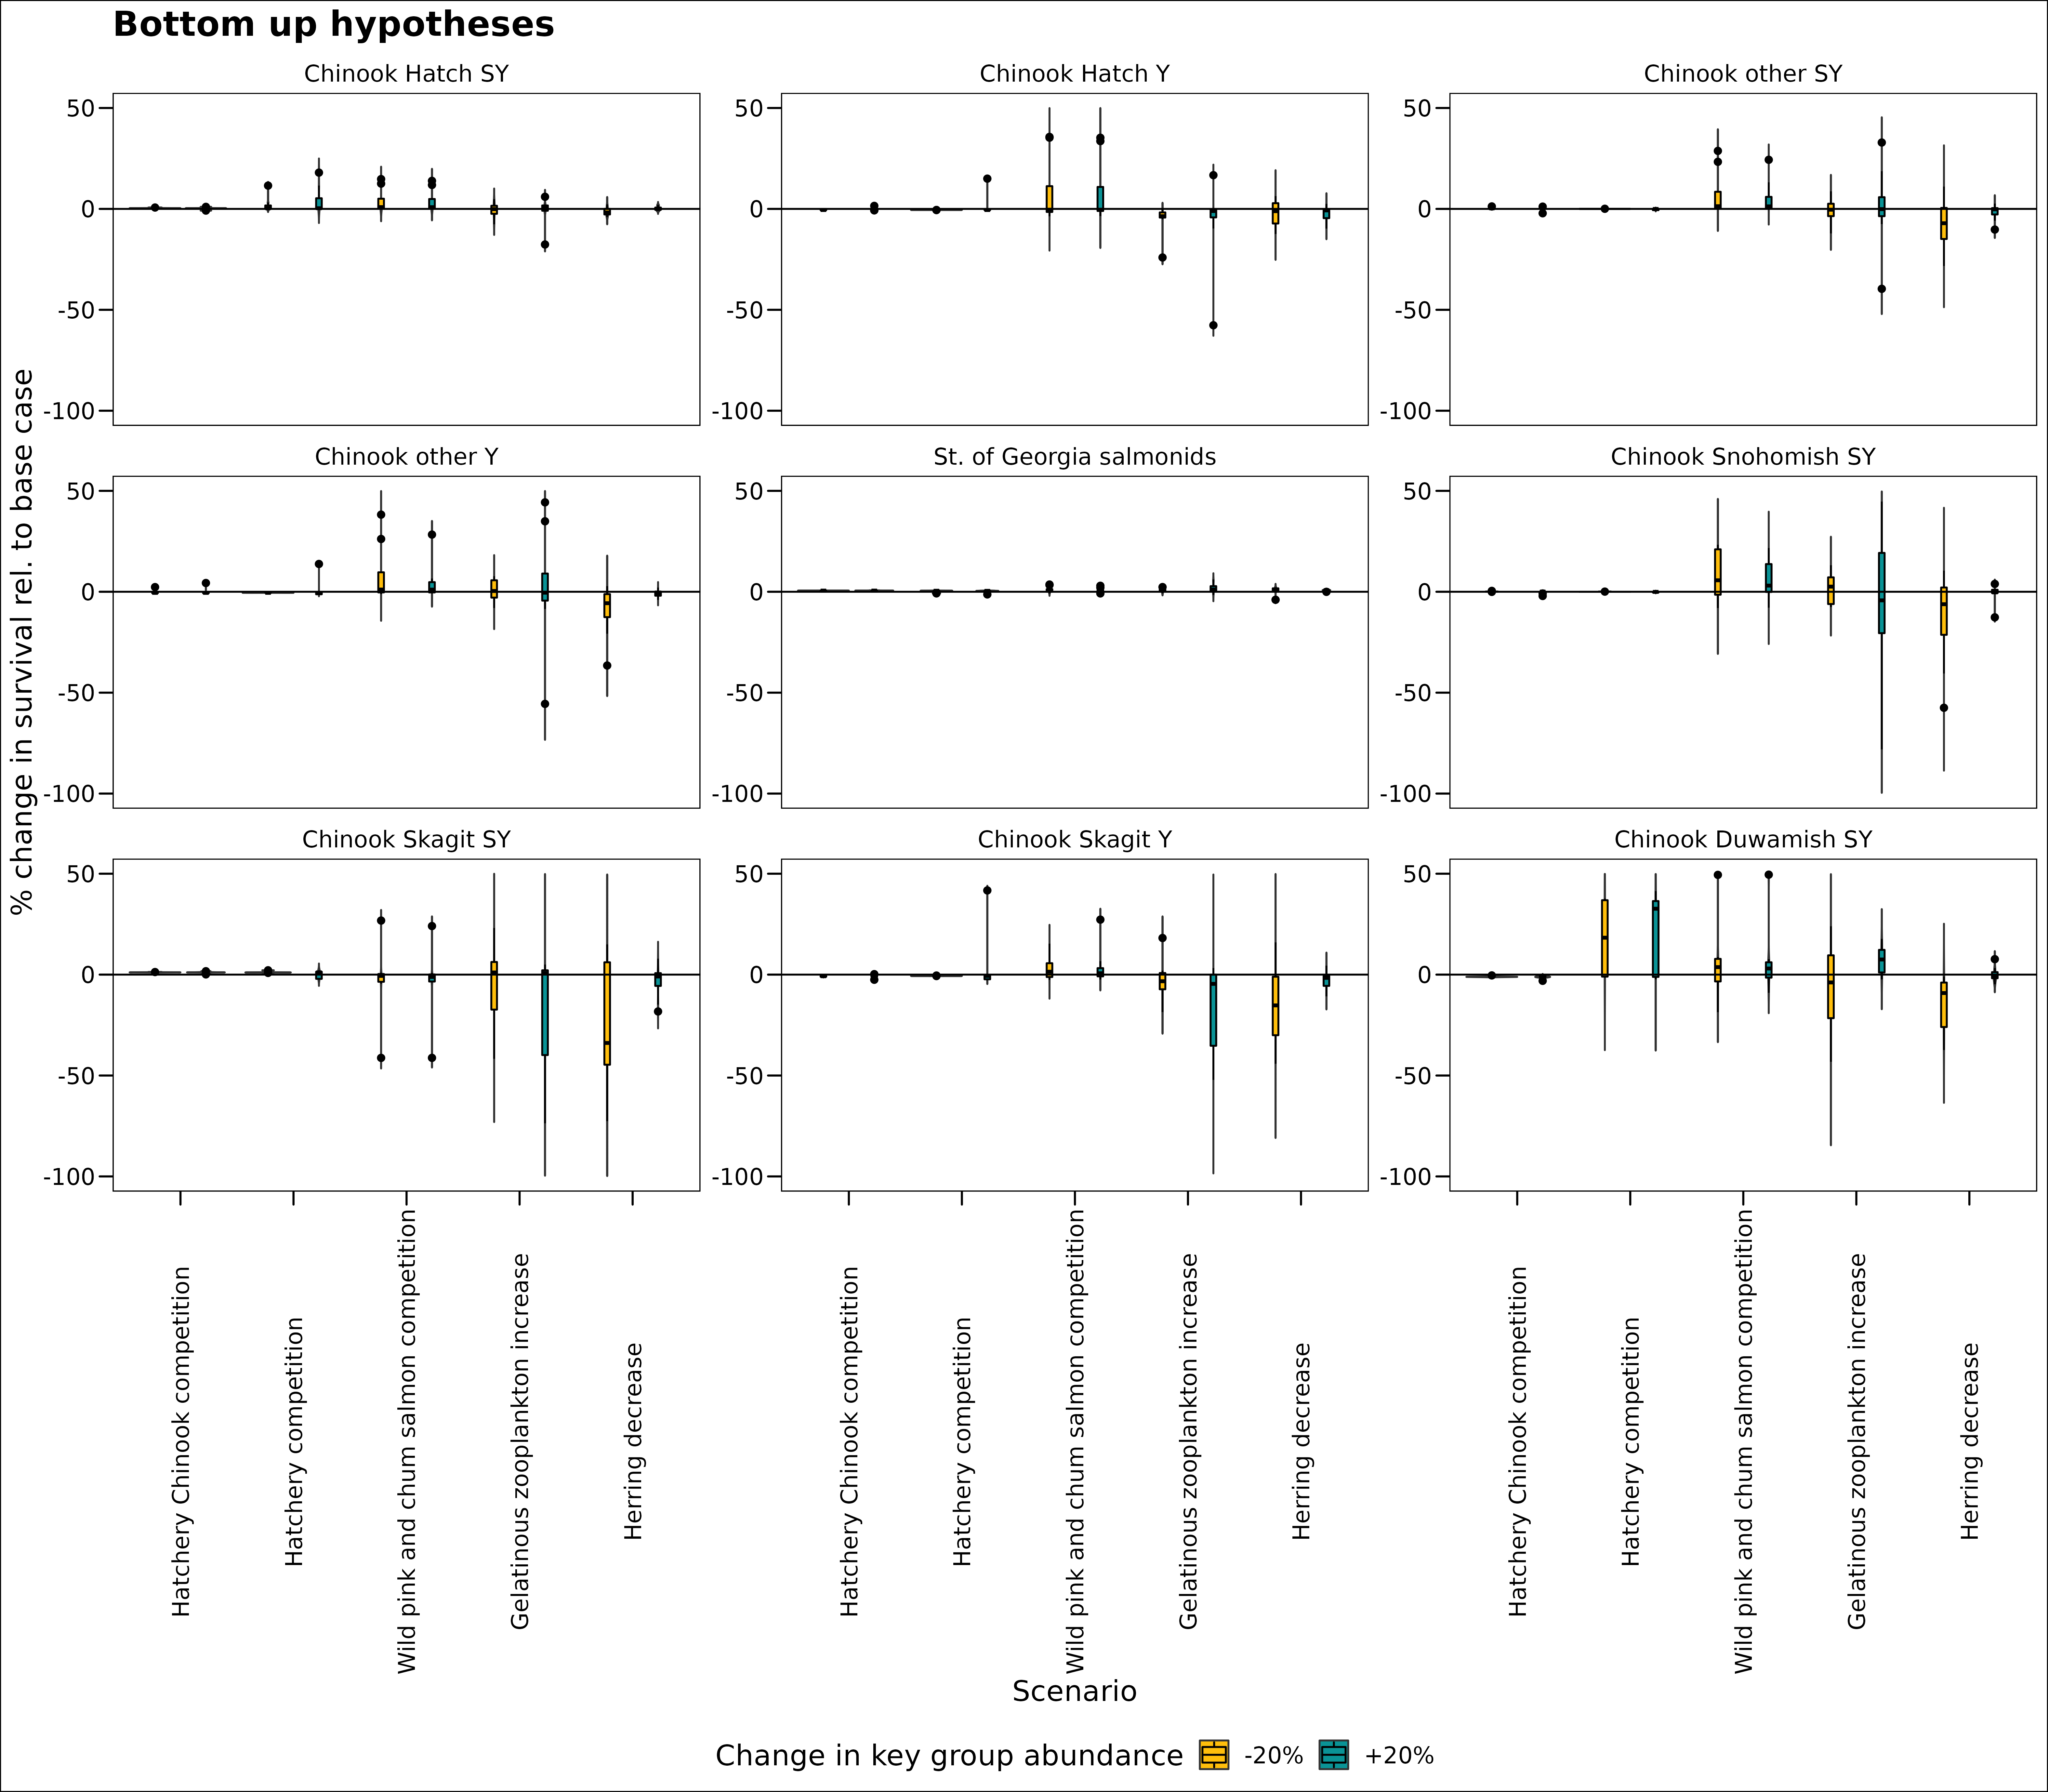 Bottom up hypotheses
Chinook Hatch SY
Chinook Hatch Y
Chinook other SY
50
0
-50
-100
50
0
-50
-100
50
0
-50
-100
% change in survival rel. to base case
Chinook other Y
St. of Georgia salmonids
Chinook Snohomish SY
50
0
-50
-100
50
0
-50
-100
50
0
-50
-100
Chinook Skagit SY
Chinook Skagit Y
Chinook Duwamish SY
50
0
-50
-100
50
0
-50
-100
50
0
-50
-100
Hatchery Chinook competition
Hatchery competition
Wild pink and chum salmon competition
Gelatinous zooplankton increase
Herring decrease
Hatchery Chinook competition
Hatchery competition
Wild pink and chum salmon competition
Gelatinous zooplankton increase
Herring decrease
Hatchery Chinook competition
Hatchery competition
Wild pink and chum salmon competition
Gelatinous zooplankton increase
Herring decrease
Scenario
Change in key group abundance -20% +20%